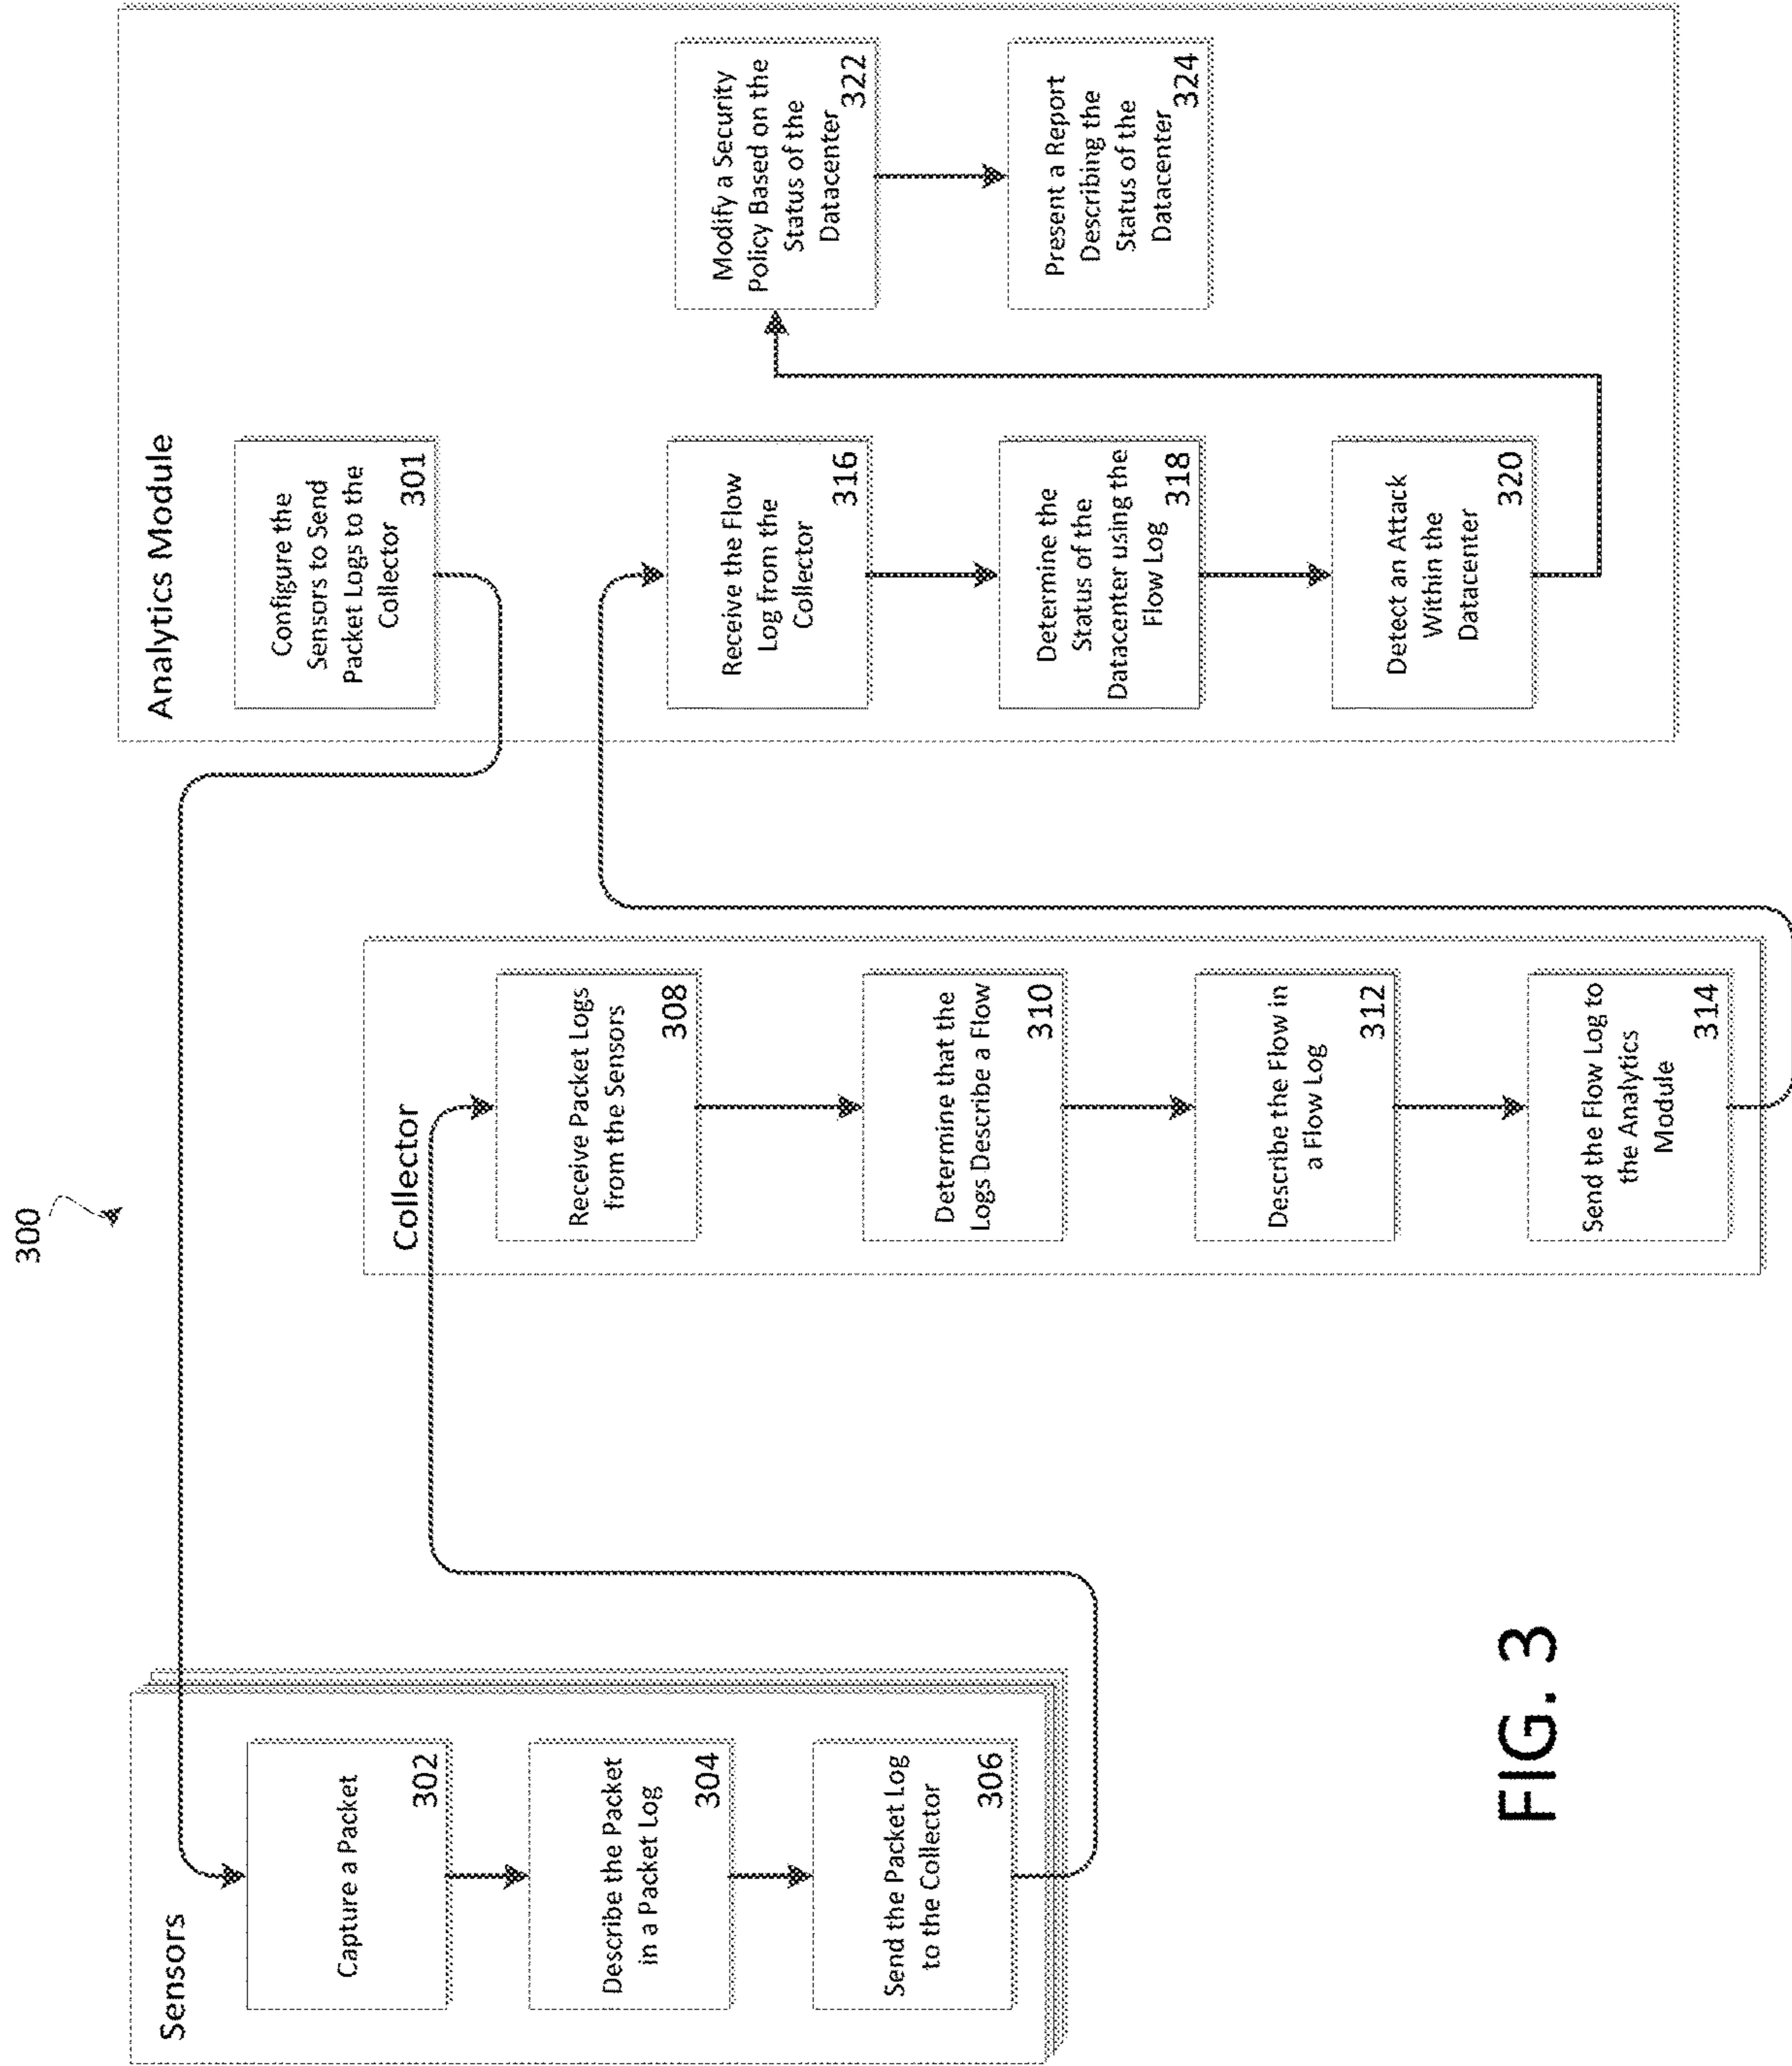 300
Sensors
Capture a Packet
302
Describe the Packet
in a Packet Log
304
Send the Packet Log
to the Collector
306
Collector
Receive Packet Logs
from the Sensors
308
Determine that the
Logs Describe a Flow
310
Describe the Flow in
a Flow Log
312
Send the Flow Log to
the Analytics
Module
314
Analytics Module
Configure the
Sensors to Send
Packet Logs to the
Collector
301
Receive the Flow
Log from the
Collector
316
Determine the
Status of the
Datacenter using the
Flow Log
318
Detect an Attack
Within the
Datacenter
320
Modify a Security
Policy Based on the
Status of the
Datacenter
322
Present a Report
Describing the
Status of the
Datacenter
324
FIG. 3